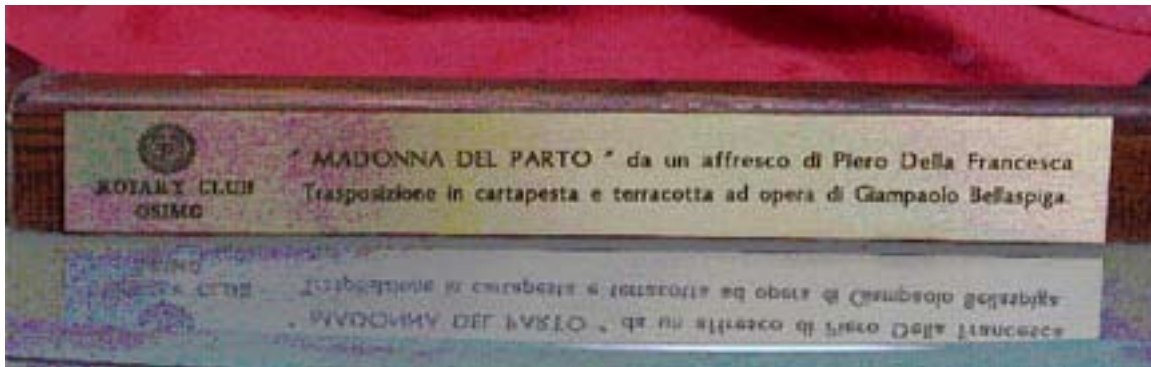 " MADONNA DEL PARTO " da un affresco di Piero Della Francesca
Trasposizione in cartapesta e terracotta ad opera di Giampaolo Bellaspiga
ROTARY CLUB
OSIMO